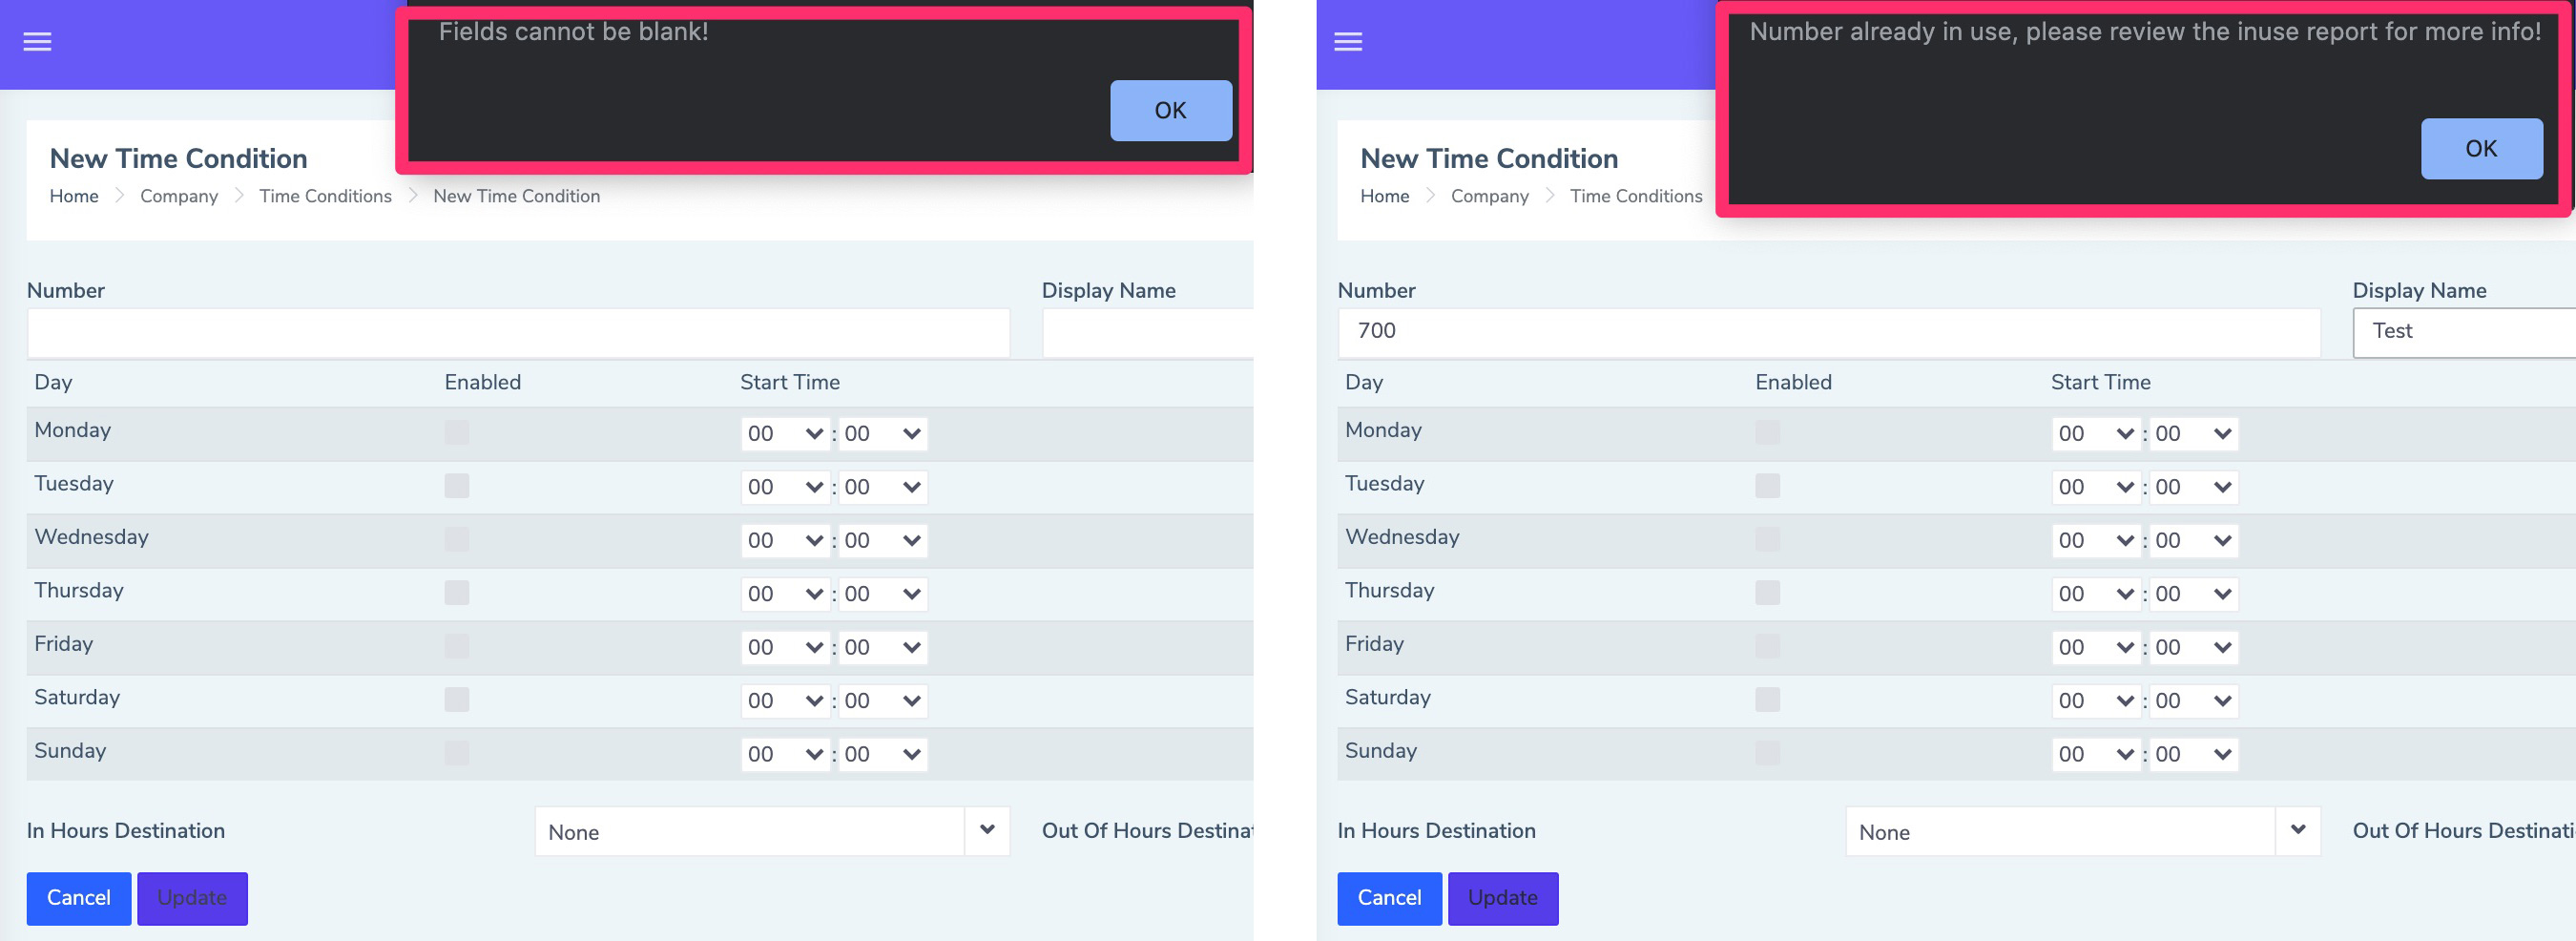 Fields cannot be blank!
OK
New Time Condition
Home Company Time Conditions New Time Condition
Number Display Name
Day Enabled Start Time
Monday 00 : 00
Tuesday 00 : 00
Wednesday 00 : 00
Thursday 00 : 00
Friday 00 : 00
Saturday 00 : 00
Sunday 00 : 00
In Hours Destination None Out Of Hours Destinat
Cancel Update
Number already in use, please review the inuse report for more info!
OK
New Time Condition
Home Company Time Conditions
Number Display Name
700 Test
Day Enabled Start Time
Monday 00 : 00
Tuesday 00 : 00
Wednesday 00 : 00
Thursday 00 : 00
Friday 00 : 00
Saturday 00 : 00
Sunday 00 : 00
In Hours Destination None Out Of Hours Destinati
Cancel Update